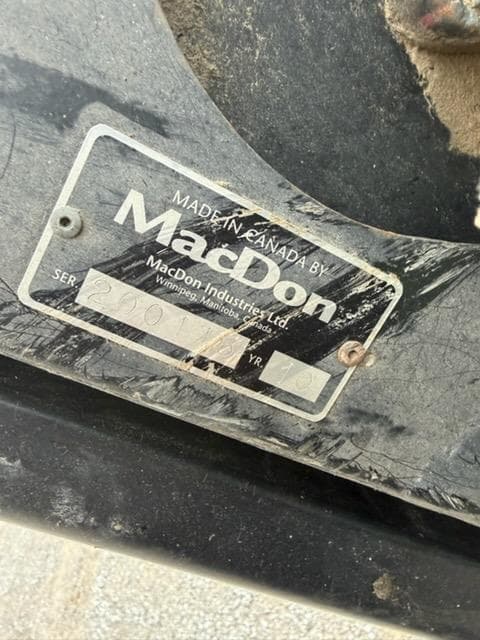 MADE IN CANADA BY
MacDon
MacDon Industries Ltd.
Winnipeg, Manitoba, Canada
SER.
YR. 10